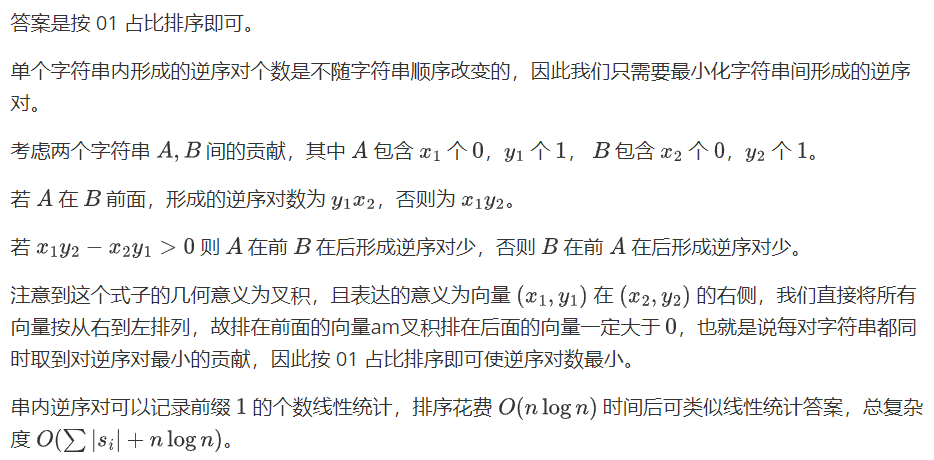 答案是按 01 占比排序即可。
单个字符串内形成的逆序对个数是不随字符串顺序改变的，因此我们只需要最小化字符串间形成的逆序
对。
考虑两个字符串 A, B 间的贡献，其中 A 包含 x₁ 个 0，y₁ 个 1， B 包含 x₂ 个 0，y₂ 个 1。
若 A 在 B 前面，形成的逆序对数为 y₁x₂，否则为 x₁y₂。
若 x₁y₂ − x₂y₁ > 0 则 A 在前 B 在后形成逆序对少，否则 B 在前 A 在后形成逆序对少。
注意到这个式子的几何意义为叉积，且表达的意义为向量 (x₁, y₁) 在 (x₂, y₂) 的右侧，我们直接将所有
向量按从右到左排列，故排在前面的向量am叉积排在后面的向量一定大于 0，也就是说每对字符串都同
时取到对逆序对最小的贡献，因此按 01 占比排序即可使逆序对数最小。
串内逆序对可以记录前缀 1 的个数线性统计，排序花费 O(n log n) 时间后可类似线性统计答案，总复杂
度 O(∑ |sᵢ| + n log n)。